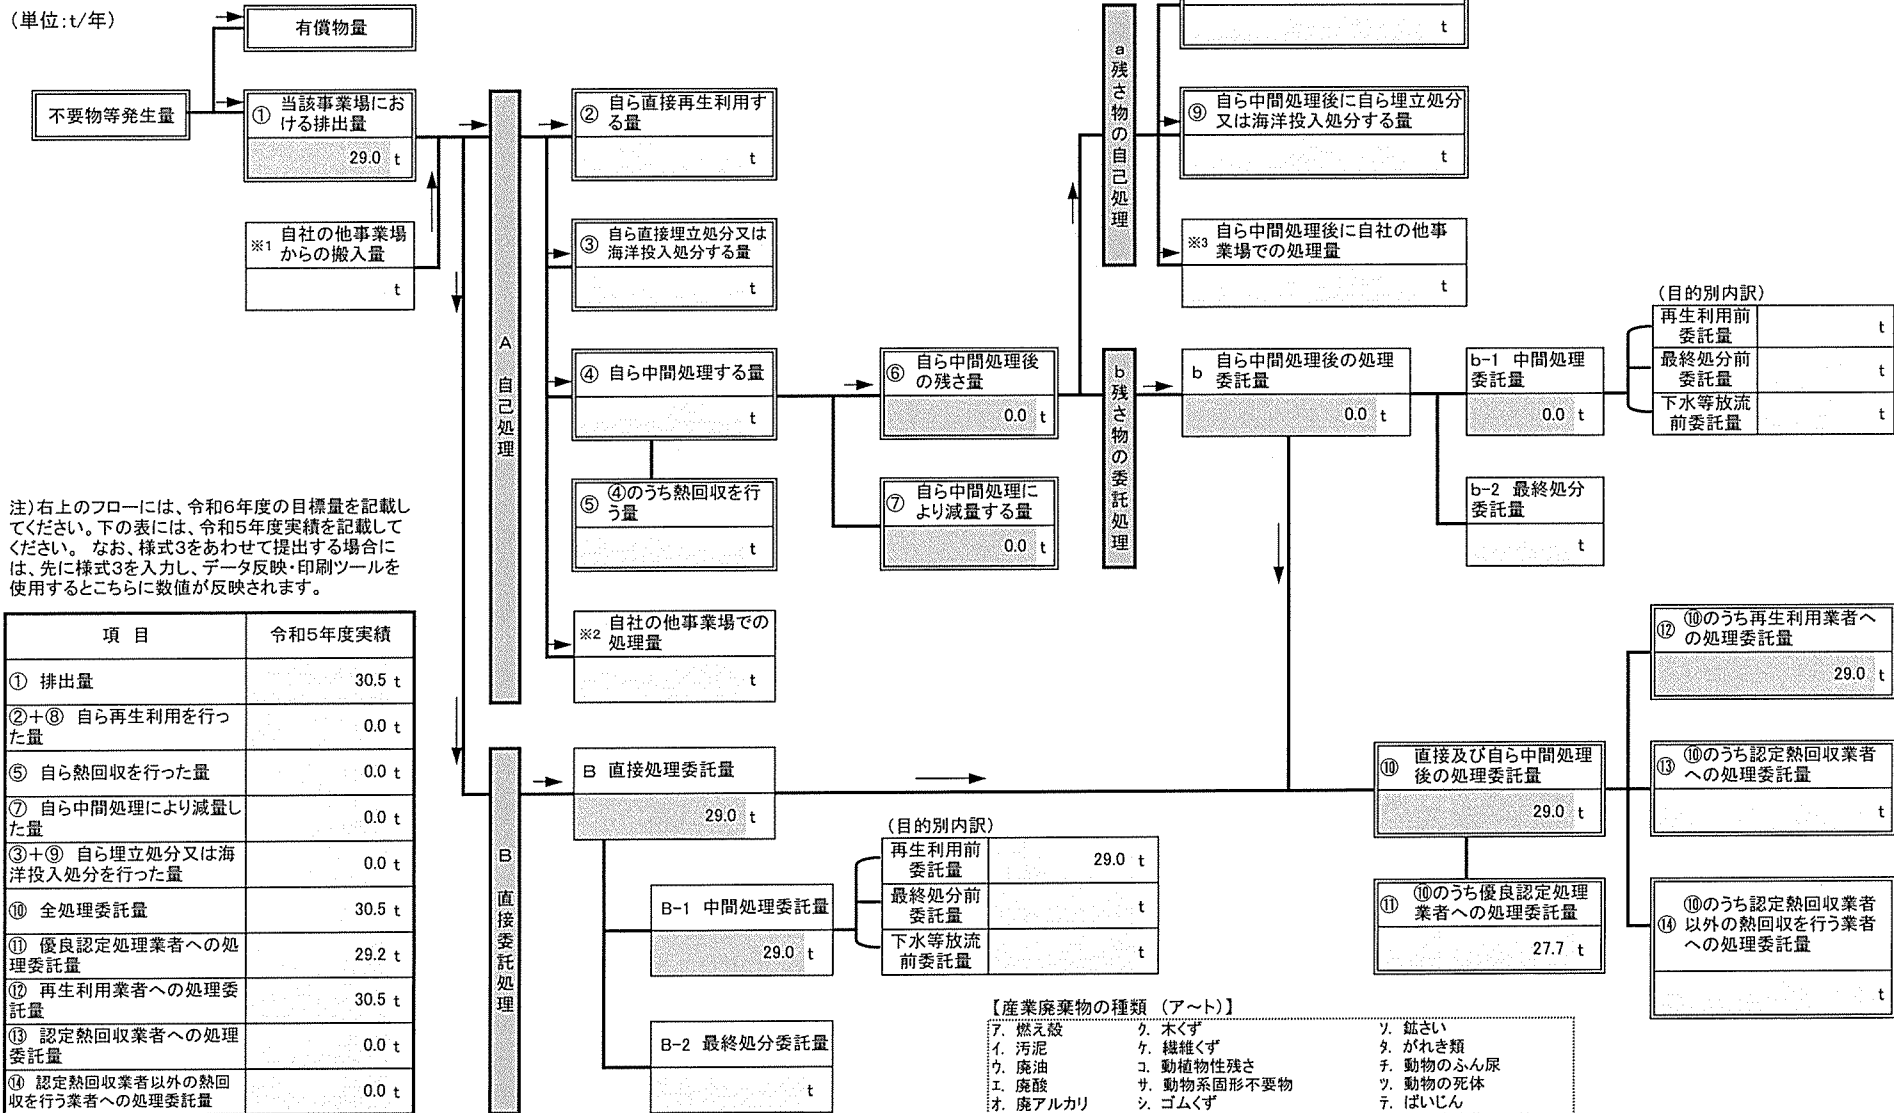 (単位:t/年)
有償物量
不要物等発生量
① 当該事業場にお
ける排出量
29.0 t
※1 自社の他事業場
からの搬入量
t
A 自己処理
② 自ら直接再生利用す
る量
t
③ 自ら直接埋立処分又は
海洋投入処分する量
t
④ 自ら中間処理する量
t
⑤ ④のうち熱回収を行
う量
t
※2 自社の他事業場での
処理量
t
⑥ 自ら中間処理後
の残さ量
0.0 t
⑦ 自ら中間処理に
より減量する量
0.0 t
a 残さ物の自己処理
t
⑨ 自ら中間処理後に自ら埋立処分
又は海洋投入処分する量
t
※3 自ら中間処理後に自社の他事
業場での処理量
t
b 残さ物の委託処理
b 自ら中間処理後の処理
委託量
0.0 t
b-1 中間処理
委託量
0.0 t
(目的別内訳)
再生利用前
委託量 t
最終処分前
委託量 t
下水等放流
前委託量 t
b-2 最終処分
委託量
t
注)右上のフローには、令和6年度の目標量を記載し
てください。下の表には、令和5年度実績を記載して
ください。 なお、様式3をあわせて提出する場合に
は、先に様式3を入力し、データ反映・印刷ツールを
使用するとこちらに数値が反映されます。
項 目 令和5年度実績
① 排出量 30.5 t
②+⑧ 自ら再生利用を行っ
た量 0.0 t
⑤ 自ら熱回収を行った量 0.0 t
⑦ 自ら中間処理により減量し
た量 0.0 t
③+⑨ 自ら埋立処分又は海
洋投入処分を行った量 0.0 t
⑩ 全処理委託量 30.5 t
⑪ 優良認定処理業者への処
理委託量 29.2 t
⑫ 再生利用業者への処理委
託量 30.5 t
⑬ 認定熱回収業者への処理
委託量 0.0 t
⑭ 認定熱回収業者以外の熱回
収を行う業者への処理委託量 0.0 t
B 直接委託処理
B 直接処理委託量
29.0 t
B-1 中間処理委託量
29.0 t
(目的別内訳)
再生利用前
委託量 29.0 t
最終処分前
委託量 t
下水等放流
前委託量 t
B-2 最終処分委託量
t
⑩ 直接及び自ら中間処理
後の処理委託量
29.0 t
⑪ ⑩のうち優良認定処理
業者への処理委託量
27.7 t
⑫ ⑩のうち再生利用業者へ
の処理委託量
29.0 t
⑬ ⑩のうち認定熱回収業者
への処理委託量
t
⑭ ⑩のうち認定熱回収業者
以外の熱回収を行う業者
への処理委託量
t
【産業廃棄物の種類 (ア~ト)】
ア. 燃え殻 ク. 木くず ソ. 鉱さい
イ. 汚泥 ケ. 繊維くず タ. がれき類
ウ. 廃油 コ. 動植物性残さ チ. 動物のふん尿
エ. 廃酸 サ. 動物系固形不要物 ツ. 動物の死体
オ. 廃アルカリ シ. ゴムくず テ. ばいじん